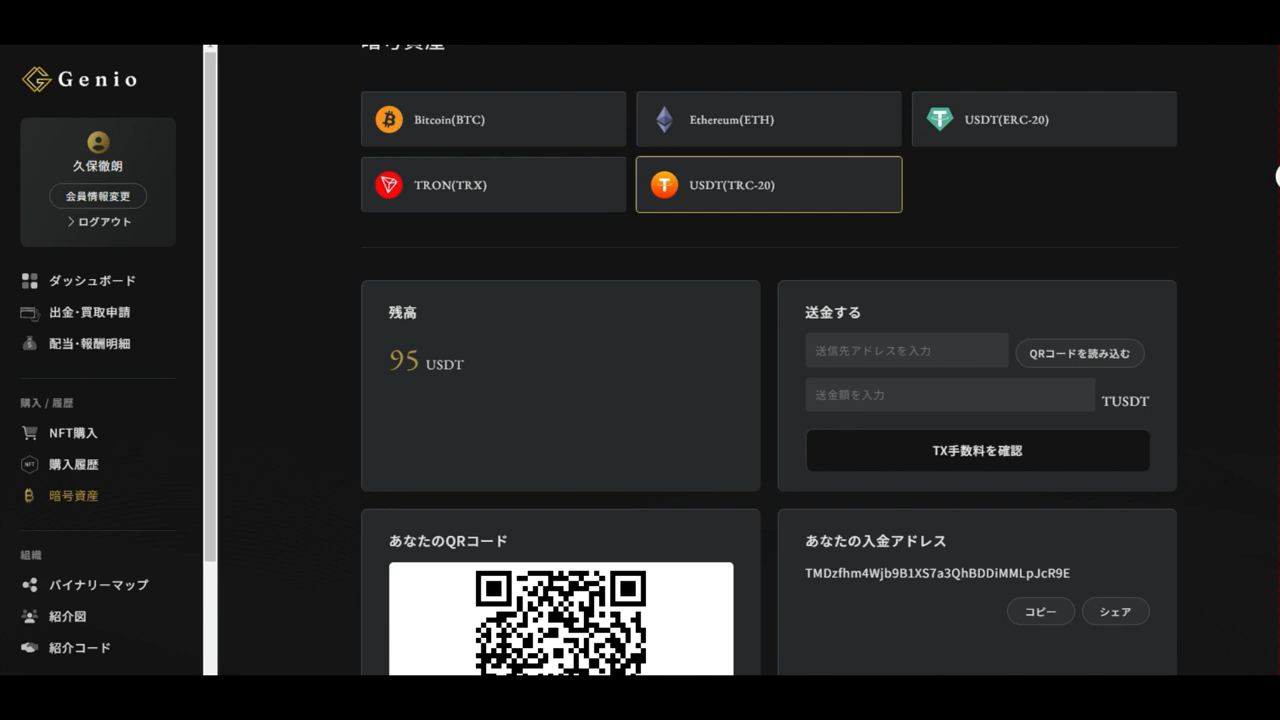 Genio
久保徹朗
会員情報変更
ログアウト
ダッシュボード
出金・買取申請
配当・報酬明細
購入 / 履歴
NFT購入
NFT
購入履歴
暗号資産
組織
バイナリーマップ
紹介図
紹介コード
暗号資産
Bitcoin(BTC)
Ethereum(ETH)
USDT(ERC-20)
TRON(TRX)
USDT(TRC-20)
残高
95 USDT
送金する
送信先アドレスを入力
QRコードを読み込む
送金額を入力
TUSDT
TX手数料を確認
あなたのQRコード
あなたの入金アドレス
TMDzfhm4Wjb9B1XS7a3QhBDDiMMLpJcR9E
コピー
シェア